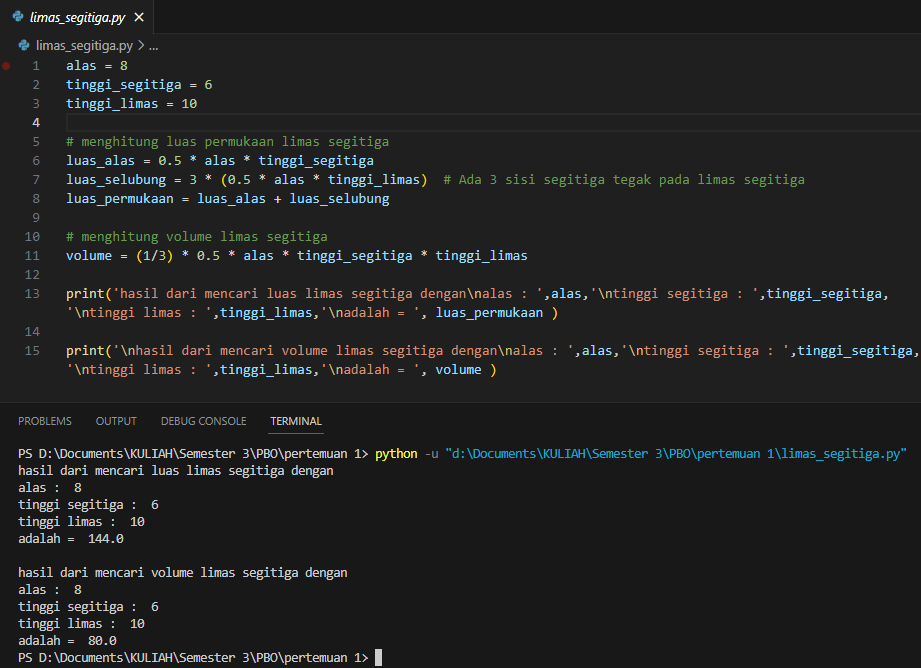 limas_segitiga.py ×
limas_segitiga.py > ...
1 alas = 8
2 tinggi_segitiga = 6
3 tinggi_limas = 10
4
5 # menghitung luas permukaan limas segitiga
6 luas_alas = 0.5 * alas * tinggi_segitiga
7 luas_selubung = 3 * (0.5 * alas * tinggi_limas)  # Ada 3 sisi segitiga tegak pada limas segitiga
8 luas_permukaan = luas_alas + luas_selubung
9
10 # menghitung volume limas segitiga
11 volume = (1/3) * 0.5 * alas * tinggi_segitiga * tinggi_limas
12
13 print('hasil dari mencari luas limas segitiga dengan\nalas : ',alas,'\ntinggi segitiga : ',tinggi_segitiga,
'\ntinggi limas : ',tinggi_limas,'\nadalah = ', luas_permukaan )
14
15 print('\nhasil dari mencari volume limas segitiga dengan\nalas : ',alas,'\ntinggi segitiga : ',tinggi_segitiga,
'\ntinggi limas : ',tinggi_limas,'\nadalah = ', volume )
PROBLEMS OUTPUT DEBUG CONSOLE TERMINAL
PS D:\Documents\KULIAH\Semester 3\PBO\pertemuan 1> python -u "d:\Documents\KULIAH\Semester 3\PBO\pertemuan 1\limas_segitiga.py"
hasil dari mencari luas limas segitiga dengan
alas :  8
tinggi segitiga :  6
tinggi limas :  10
adalah =  144.0

hasil dari mencari volume limas segitiga dengan
alas :  8
tinggi segitiga :  6
tinggi limas :  10
adalah =  80.0
PS D:\Documents\KULIAH\Semester 3\PBO\pertemuan 1>